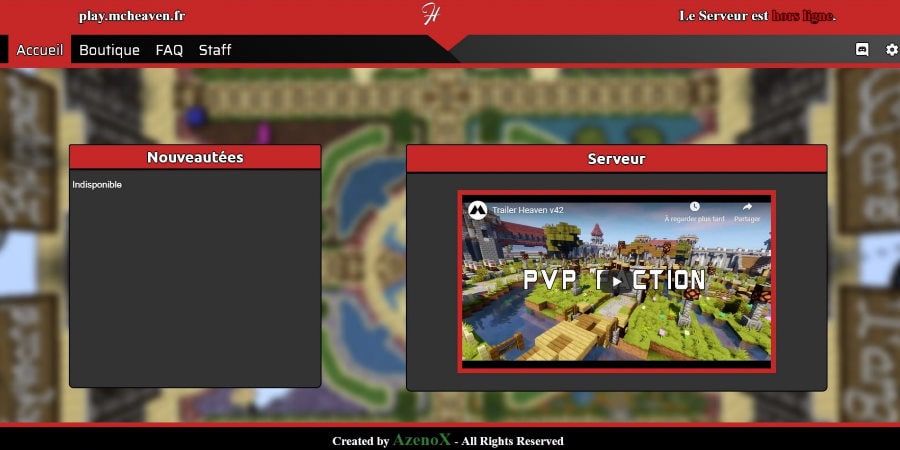 play.mcheaven.fr
H
Le Serveur est hors ligne.
Accueil Boutique FAQ Staff
Nouveautées
Indisponible
Serveur
Trailer Heaven v42
À regarder plus tard
Partager
PVP F CTION
Created by AzenoX - All Rights Reserved